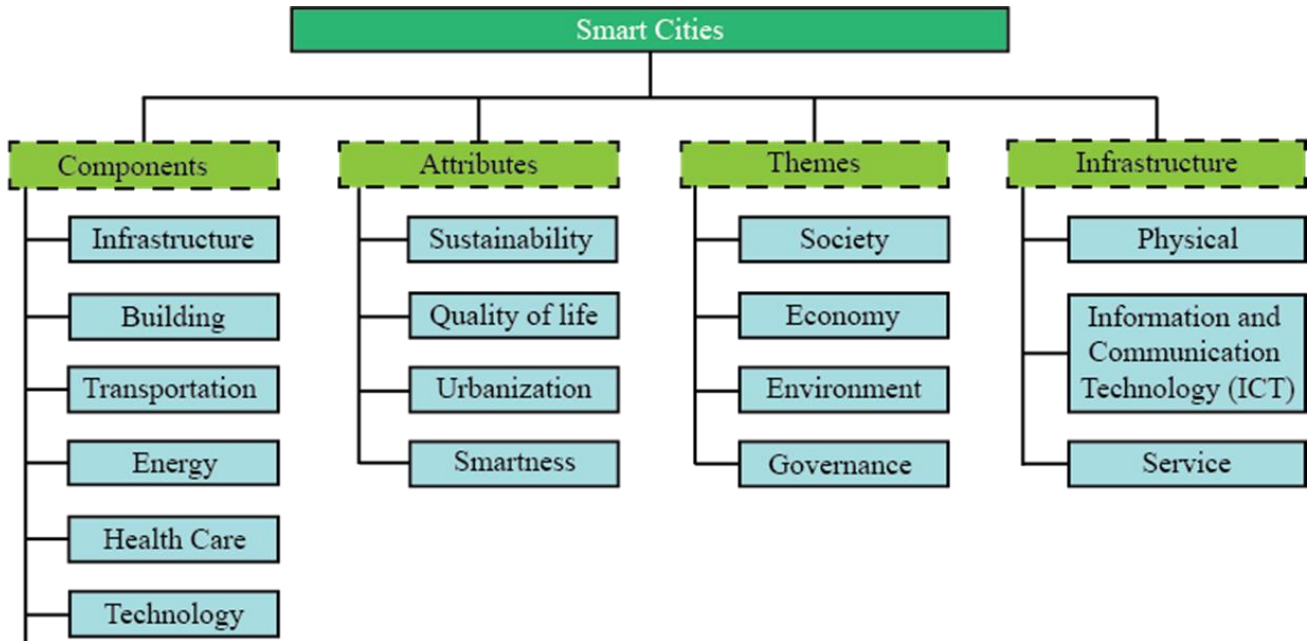 Smart Cities
Components
Infrastructure
Building
Transportation
Energy
Health Care
Technology
Attributes
Sustainability
Quality of life
Urbanization
Smartness
Themes
Society
Economy
Environment
Governance
Infrastructure
Physical
Information and
Communication
Technology (ICT)
Service